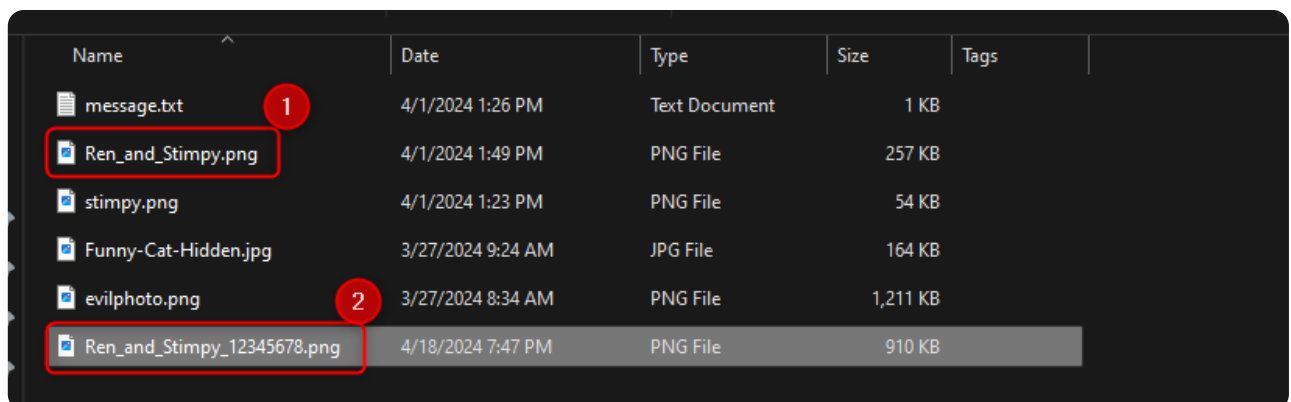 Name Date Type Size Tags
message.txt 1 4/1/2024 1:26 PM Text Document 1 KB
Ren_and_Stimpy.png 4/1/2024 1:49 PM PNG File 257 KB
stimpy.png 4/1/2024 1:23 PM PNG File 54 KB
Funny-Cat-Hidden.jpg 3/27/2024 9:24 AM JPG File 164 KB
evilphoto.png 2 3/27/2024 8:34 AM PNG File 1,211 KB
Ren_and_Stimpy_12345678.png 4/18/2024 7:47 PM PNG File 910 KB